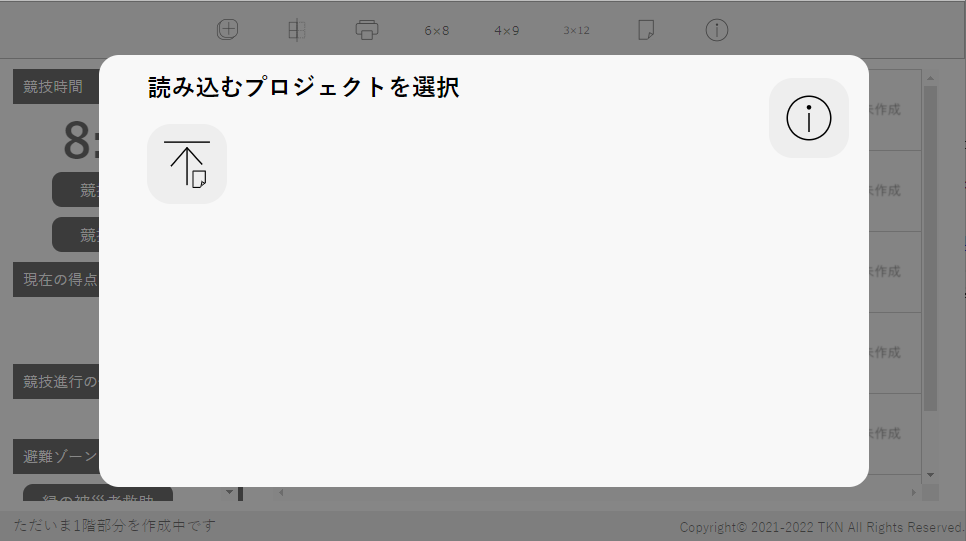 6×8 4×9 3×12
読み込むプロジェクトを選択
競技時間
8:
競技
競技
現在の得点
競技進行の
避難ゾーン
緑の被災者救助
未作成
未作成
未作成
未作成
未作成
ただいま1階部分を作成中です
Copyright© 2021-2022 TKN All Rights Reserved.